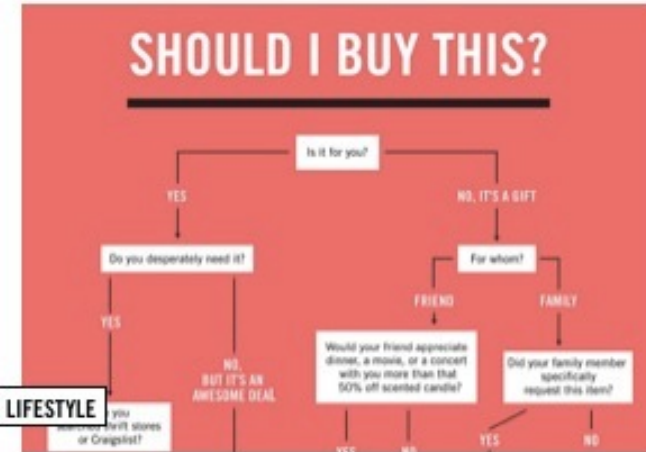 SHOULD I BUY THIS?
Is it for you?
YES
NO, IT'S A GIFT
Do you desperately need it?
For whom?
FRIEND
FAMILY
YES
NO,
BUT IT'S AN
AWESOME DEAL
Would your friend appreciate
dinner, a movie, or a concert
with you more than that
50% off scented candle?
Did your family member
specifically
request this item?
LIFESTYLE
you
thrift stores
or Craigslist?
YES
NO
YES
NO